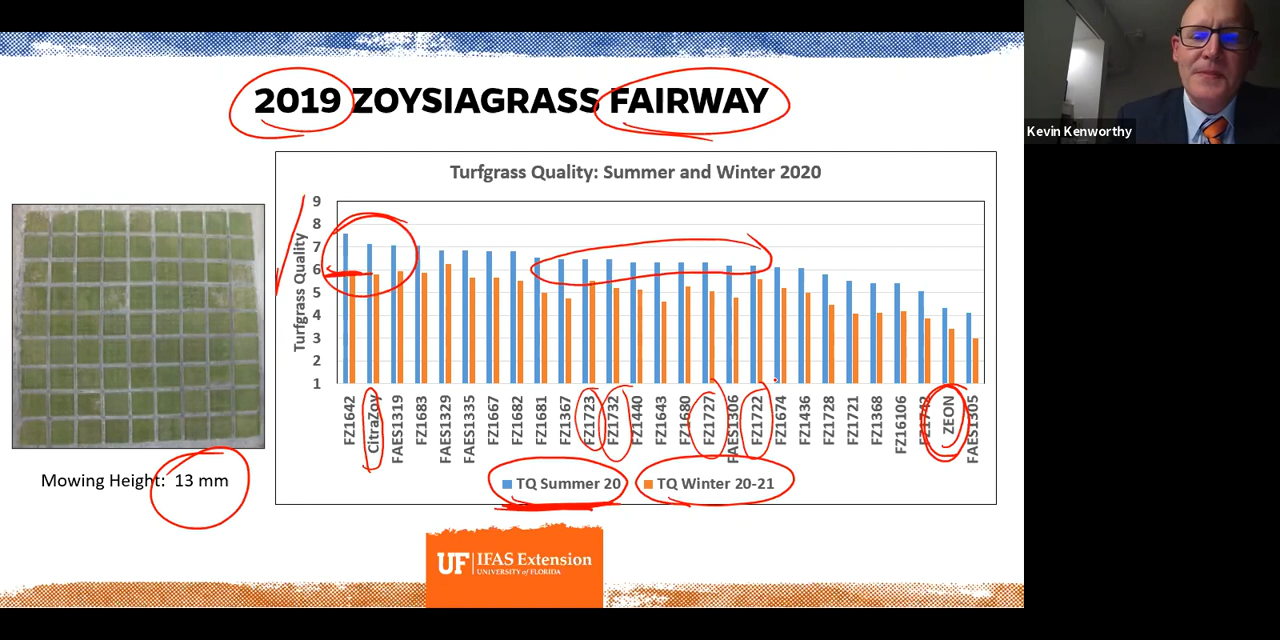 Kevin Kenworthy
2019 ZOYSIAGRASS FAIRWAY
Turfgrass Quality: Summer and Winter 2020
Turfgrass Quality
9
8
7
6
5
4
3
2
1
FZ1642
CitraZoy
FAES1319
FZ1683
FAES1329
FAES1335
FZ1667
FZ1682
FZ1681
FZ1367
FZ1723
FZ1732
FZ1440
FZ1643
FZ1680
FZ1727
FAES1306
FZ1722
FZ1674
FZ1436
FZ1728
FZ1721
FZ1368
FZ16106
ZEON
FAES1305
TQ Summer 20
TQ Winter 20-21
Mowing Height: 13 mm
UF IFAS Extension
UNIVERSITY of FLORIDA